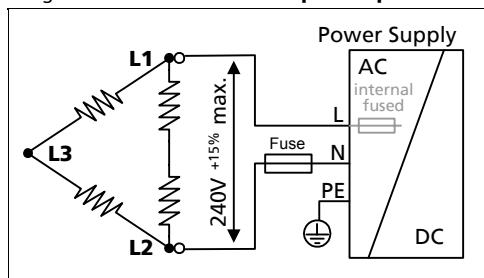 Power Supply
L1
AC
internal
fused
240V +15% max.
L
Fuse
N
L3
PE
L2
DC